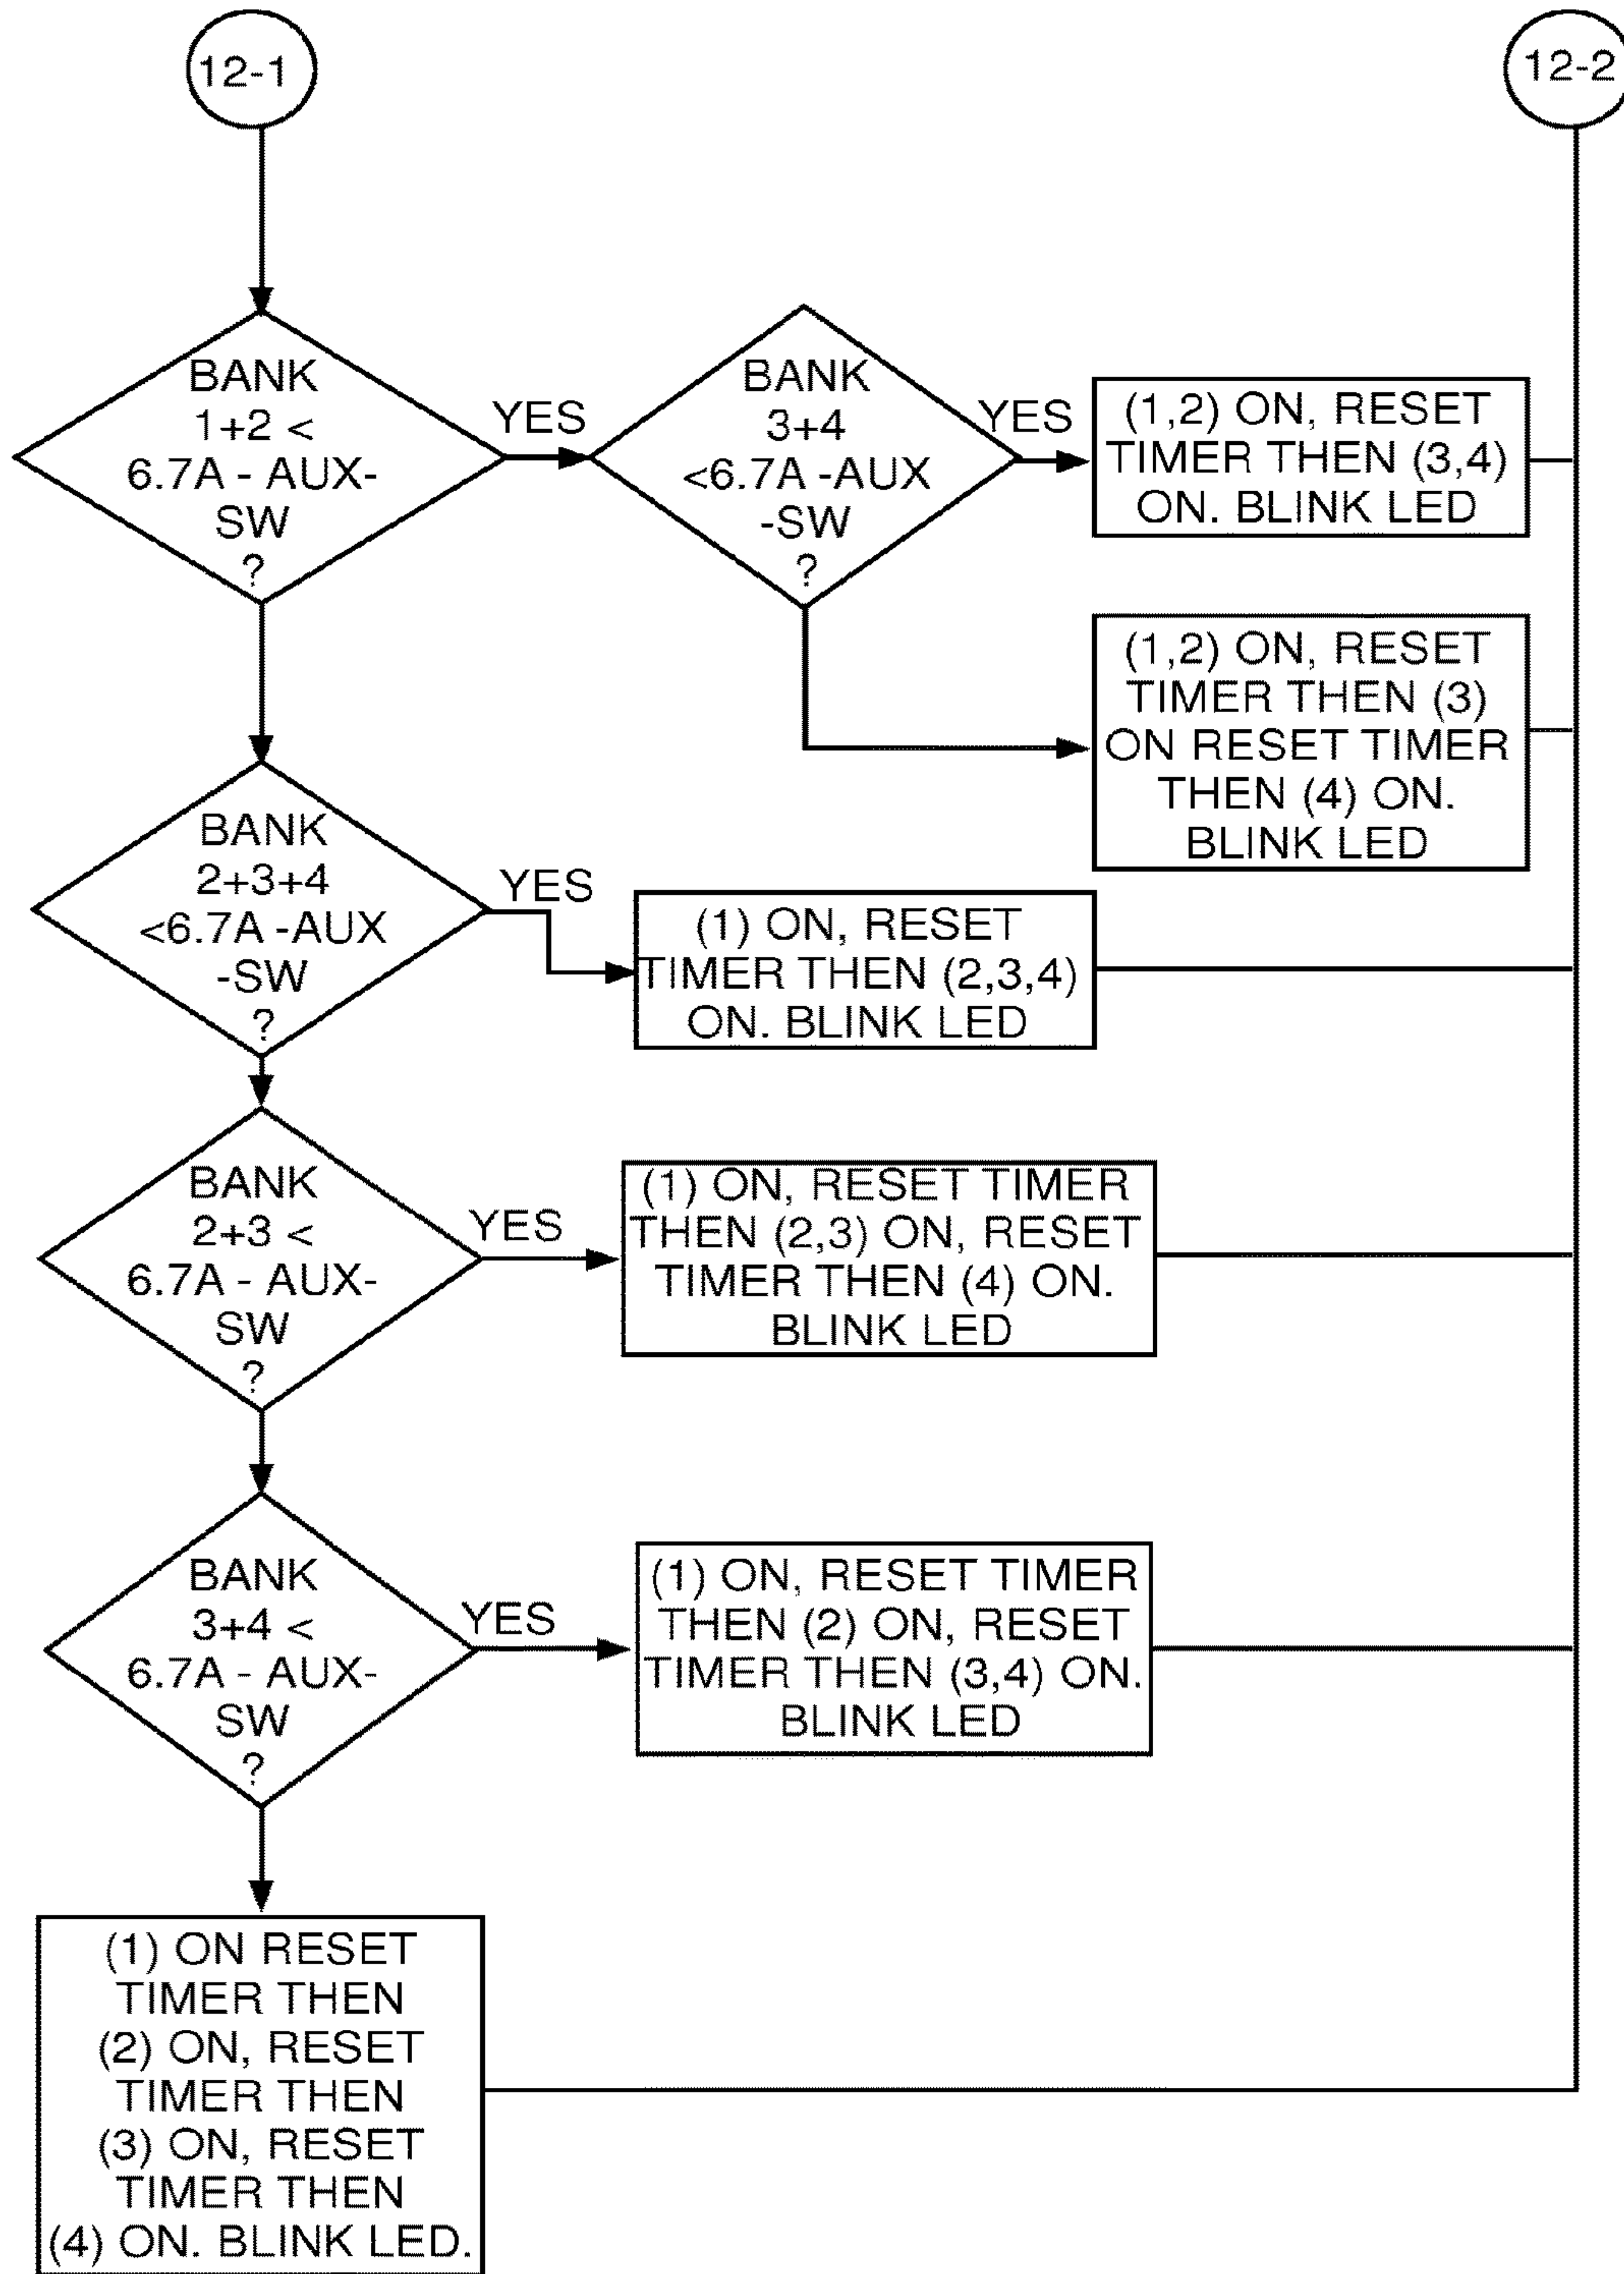 12-1
12-2
BANK
1+2 <
6.7A - AUX-
SW
?
YES
BANK
3+4
<6.7A -AUX
-SW
?
YES
(1,2) ON, RESET
TIMER THEN (3,4)
ON. BLINK LED
(1,2) ON, RESET
TIMER THEN (3)
ON RESET TIMER
THEN (4) ON.
BLINK LED
BANK
2+3+4
<6.7A -AUX
-SW
?
YES
(1) ON, RESET
TIMER THEN (2,3,4)
ON. BLINK LED
BANK
2+3 <
6.7A - AUX-
SW
?
YES
(1) ON, RESET TIMER
THEN (2,3) ON, RESET
TIMER THEN (4) ON.
BLINK LED
BANK
3+4 <
6.7A - AUX-
SW
?
YES
(1) ON, RESET TIMER
THEN (2) ON, RESET
TIMER THEN (3,4) ON.
BLINK LED
(1) ON RESET
TIMER THEN
(2) ON, RESET
TIMER THEN
(3) ON, RESET
TIMER THEN
(4) ON. BLINK LED.